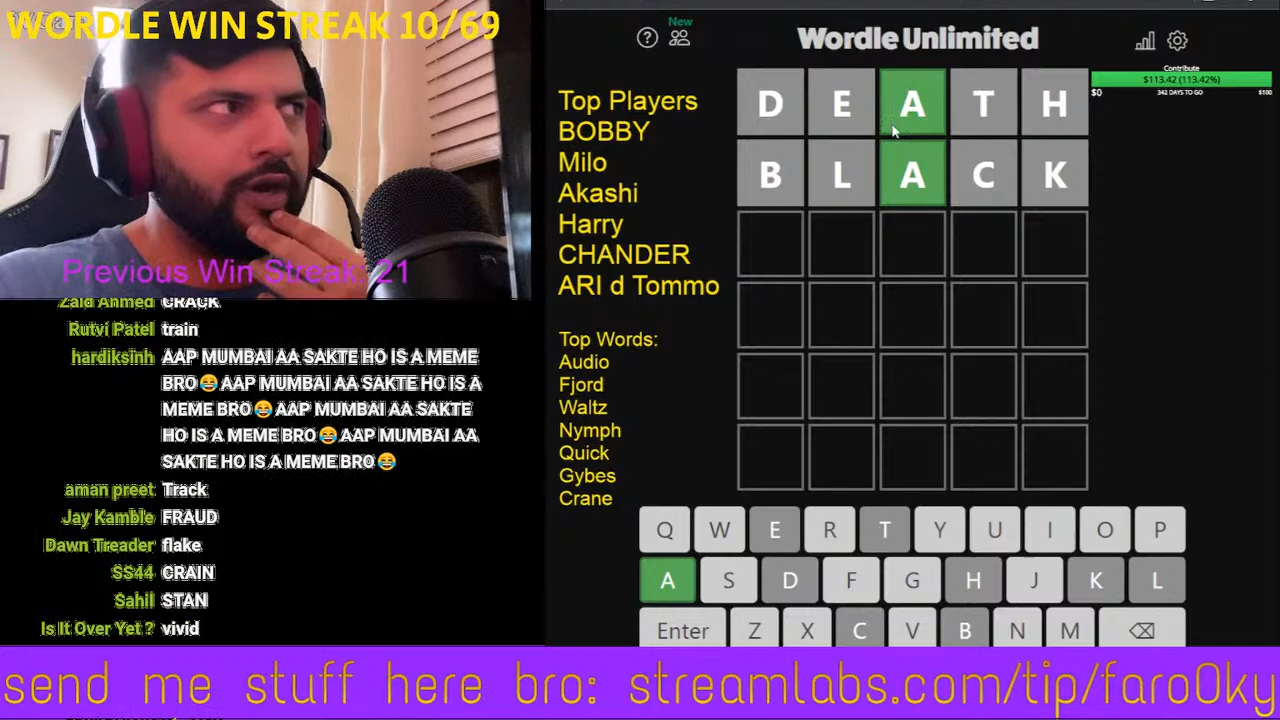 WORDLE WIN STREAK 10/69
Previous Win Streak: 21
Zaid Ahmed CRACK
Rutvi Patel train
hardiksinh AAP MUMBAI AA SAKTE HO IS A MEME
BRO😂AAP MUMBAI AA SAKTE HO IS A
MEME BRO😂AAP MUMBAI AA SAKTE
HO IS A MEME BRO😂AAP MUMBAI AA
SAKTE HO IS A MEME BRO😂
aman preet Track
Jay Kamble FRAUD
Dawn Treader flake
SS44 CRAIN
Sahil STAN
Is It Over Yet ? vivid
New
Wordle Unlimited
Top Players
BOBBY
Milo
Akashi
Harry
CHANDER
ARI d Tommo
Top Words:
Audio
Fjord
Waltz
Nymph
Quick
Gybes
Crane
D E A T H
B L A C K
Contribute
$113.42 (113.42%)
$0 342 DAYS TO GO $100
Q W E R T Y U I O P
A S D F G H J K L
Enter Z X C V B N M
send me stuff here bro: streamlabs.com/tip/faro0ky